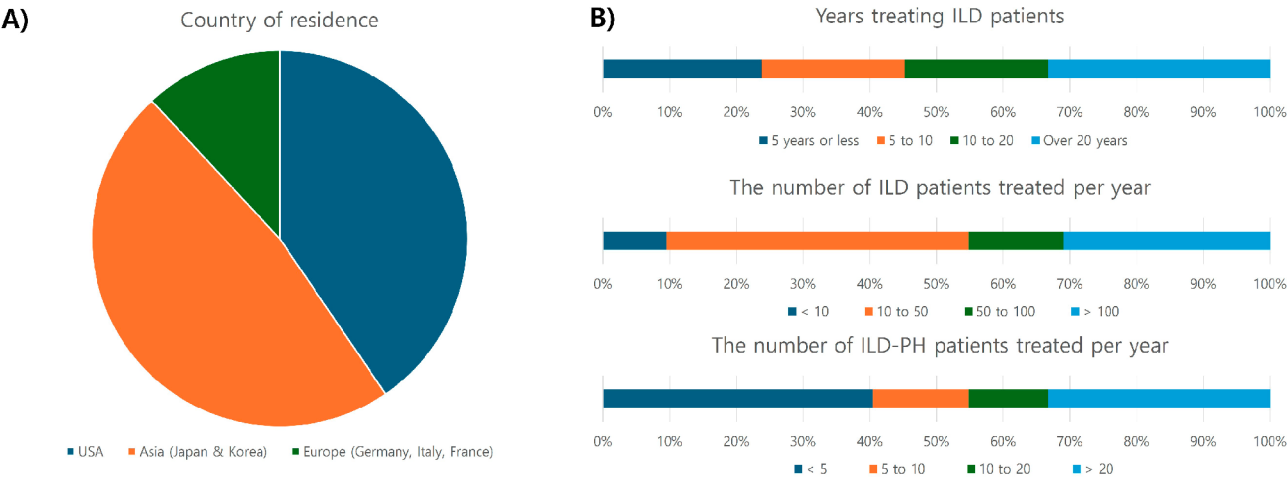 A)
Country of residence
USA Asia (Japan & Korea) Europe (Germany, Italy, France)
B)
Years treating ILD patients
0% 10% 20% 30% 40% 50% 60% 70% 80% 90% 100%
5 years or less 5 to 10 10 to 20 Over 20 years
The number of ILD patients treated per year
0% 10% 20% 30% 40% 50% 60% 70% 80% 90% 100%
< 10 10 to 50 50 to 100 > 100
The number of ILD-PH patients treated per year
0% 10% 20% 30% 40% 50% 60% 70% 80% 90% 100%
< 5 5 to 10 10 to 20 > 20